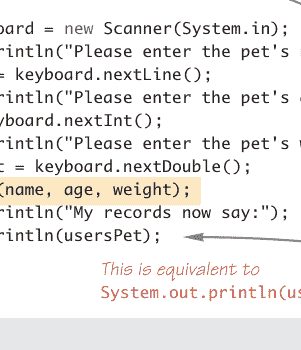 oard = new Scanner(System.in);
rintln("Please enter the pet's
= keyboard.nextLine();
rintln("Please enter the pet's
yboard.nextInt();
rintln("Please enter the pet's w
t = keyboard.nextDouble();
(name, age, weight);
rintln("My records now say:");
rintln(usersPet);
This is equivalent to
System.out.println(us